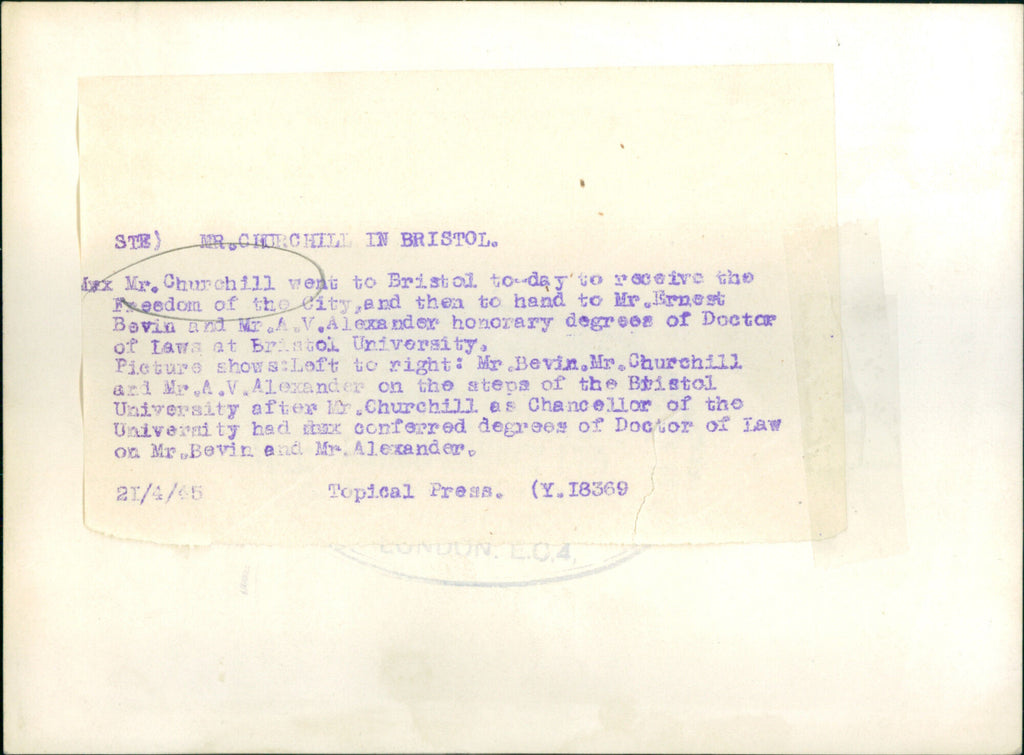 STE) MR.CHURCHILL IN BRISTOL.
Mr.Churchill went to Bristol to-day to receive the
Freedom of the City,and then to hand to Mr.Ernest
Bevin and Mr.A.V.Alexander honorary degrees of Doctor
of Laws at Bristol University.
Picture shows:Left to right: Mr.Bevin.Mr.Churchill
and Mr.A.V.Alexander on the steps of the Bristol
University after Mr.Churchill as Chancellor of the
University had conferred degrees of Doctor of Law
on Mr.Bevin and Mr.Alexander.
21/4/45 Topical Press. (Y.I8369
LONDON. E.C.4.